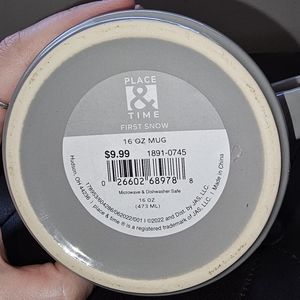 PLACE
&
TIME
FIRST SNOW
16 OZ MUG
$9.99 1891-0745
0 26602 68978 8
Microwave & Dishwasher Safe
16 OZ
(473 ML)
Hudson, OH 44236 | place & time ® is a registered trademark of JAS, LLC. | Made in China
©2022 and Dist. by JAS, LLC.